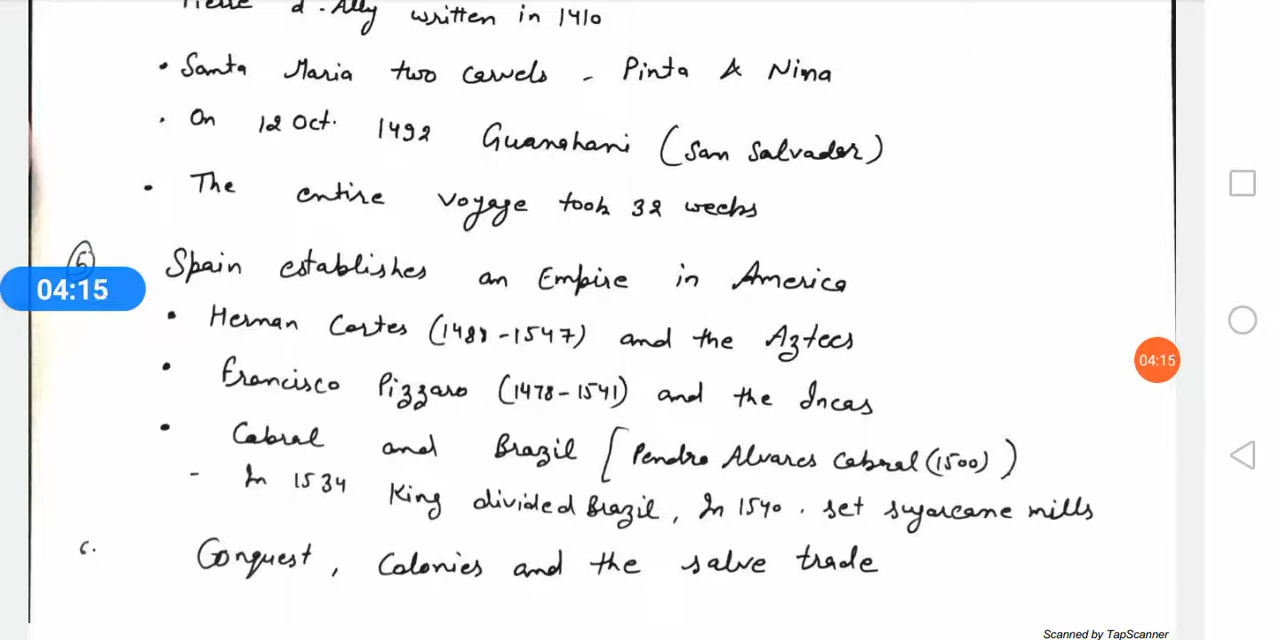 d. Ally written in 1410
• Santa Maria two carvels - Pinta & Nina
• On 12 Oct. 1492 Guanahani (San Salvador)
• The entire voyage took 32 weeks
5 Spain establishes an Empire in America
04:15
• Hernan Cortes (1488-1547) and the Aztecs
04:15
• Francisco Pizzaro (1478-1541) and the Incas
• Cabral and Brazil [Pendro Alvares Cabral (1500))
- In 1534 King divided Brazil, In 1540. set sugarcane mills
6. Conquest, Colonies and the salve trade
Scanned by TapScanner